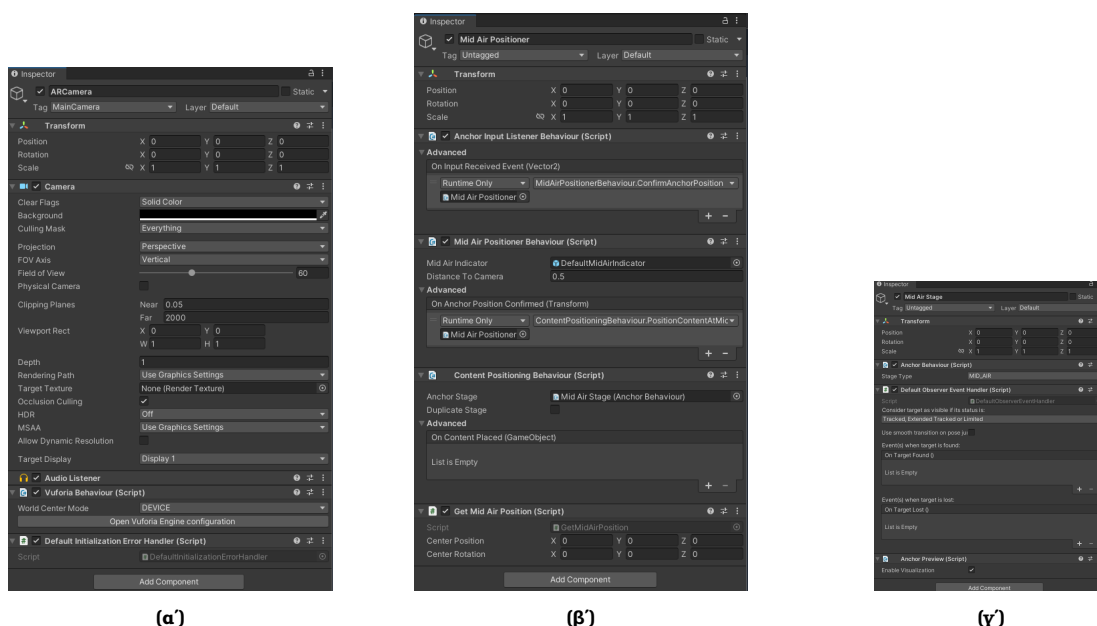 Inspector
ARCamera Static
Tag MainCamera Layer Default
Transform
Position X 0 Y 0 Z 0
Rotation X 0 Y 0 Z 0
Scale X 1 Y 1 Z 1
Camera
Clear Flags Solid Color
Background
Culling Mask Everything
Projection Perspective
FOV Axis Vertical
Field of View 60
Physical Camera
Clipping Planes Near 0.05
Far 2000
Viewport Rect X 0 Y 0
W 1 H 1
Depth 1
Rendering Path Use Graphics Settings
Target Texture None (Render Texture)
Occlusion Culling
HDR Off
MSAA Use Graphics Settings
Allow Dynamic Resolution
Target Display Display 1
Audio Listener
Vuforia Behaviour (Script)
World Center Mode DEVICE
Open Vuforia Engine configuration
Default Initialization Error Handler (Script)
Script DefaultInitializationErrorHandler
Add Component
(α΄)
Inspector
Mid Air Positioner Static
Tag Untagged Layer Default
Transform
Position X 0 Y 0 Z 0
Rotation X 0 Y 0 Z 0
Scale X 1 Y 1 Z 1
Anchor Input Listener Behaviour (Script)
Advanced
On Input Received Event (Vector2)
Runtime Only MidAirPositionerBehaviour.ConfirmAnchorPosition
Mid Air Positioner
+ -
Mid Air Positioner Behaviour (Script)
Mid Air Indicator DefaultMidAirIndicator
Distance To Camera 0.5
Advanced
On Anchor Position Confirmed (Transform)
Runtime Only ContentPositioningBehaviour.PositionContentAtMic
Mid Air Positioner
+ -
Content Positioning Behaviour (Script)
Anchor Stage Mid Air Stage (Anchor Behaviour)
Duplicate Stage
Advanced
On Content Placed (GameObject)
List is Empty
+ -
Get Mid Air Position (Script)
Script GetMidAirPosition
Center Position X 0 Y 0 Z 0
Center Rotation X 0 Y 0 Z 0
Add Component
(β΄)
Inspector
Mid Air Stage Static
Tag Untagged Layer Default
Transform
Position X 0 Y 0 Z 0
Rotation X 0 Y 0 Z 0
Scale X 1 Y 1 Z 1
Anchor Behaviour (Script)
Stage Type MID_AIR
Default Observer Event Handler (Script)
Script DefaultObserverEventHandler
Consider target as visible if its status is:
Tracked, Extended Tracked or Limited
Use smooth transition on pose jui
Event(s) when target is found:
On Target Found ()
List is Empty
+ -
Event(s) when target is lost:
On Target Lost ()
List is Empty
+ -
Anchor Preview (Script)
Enable Visualization
Add Component
(γ΄)